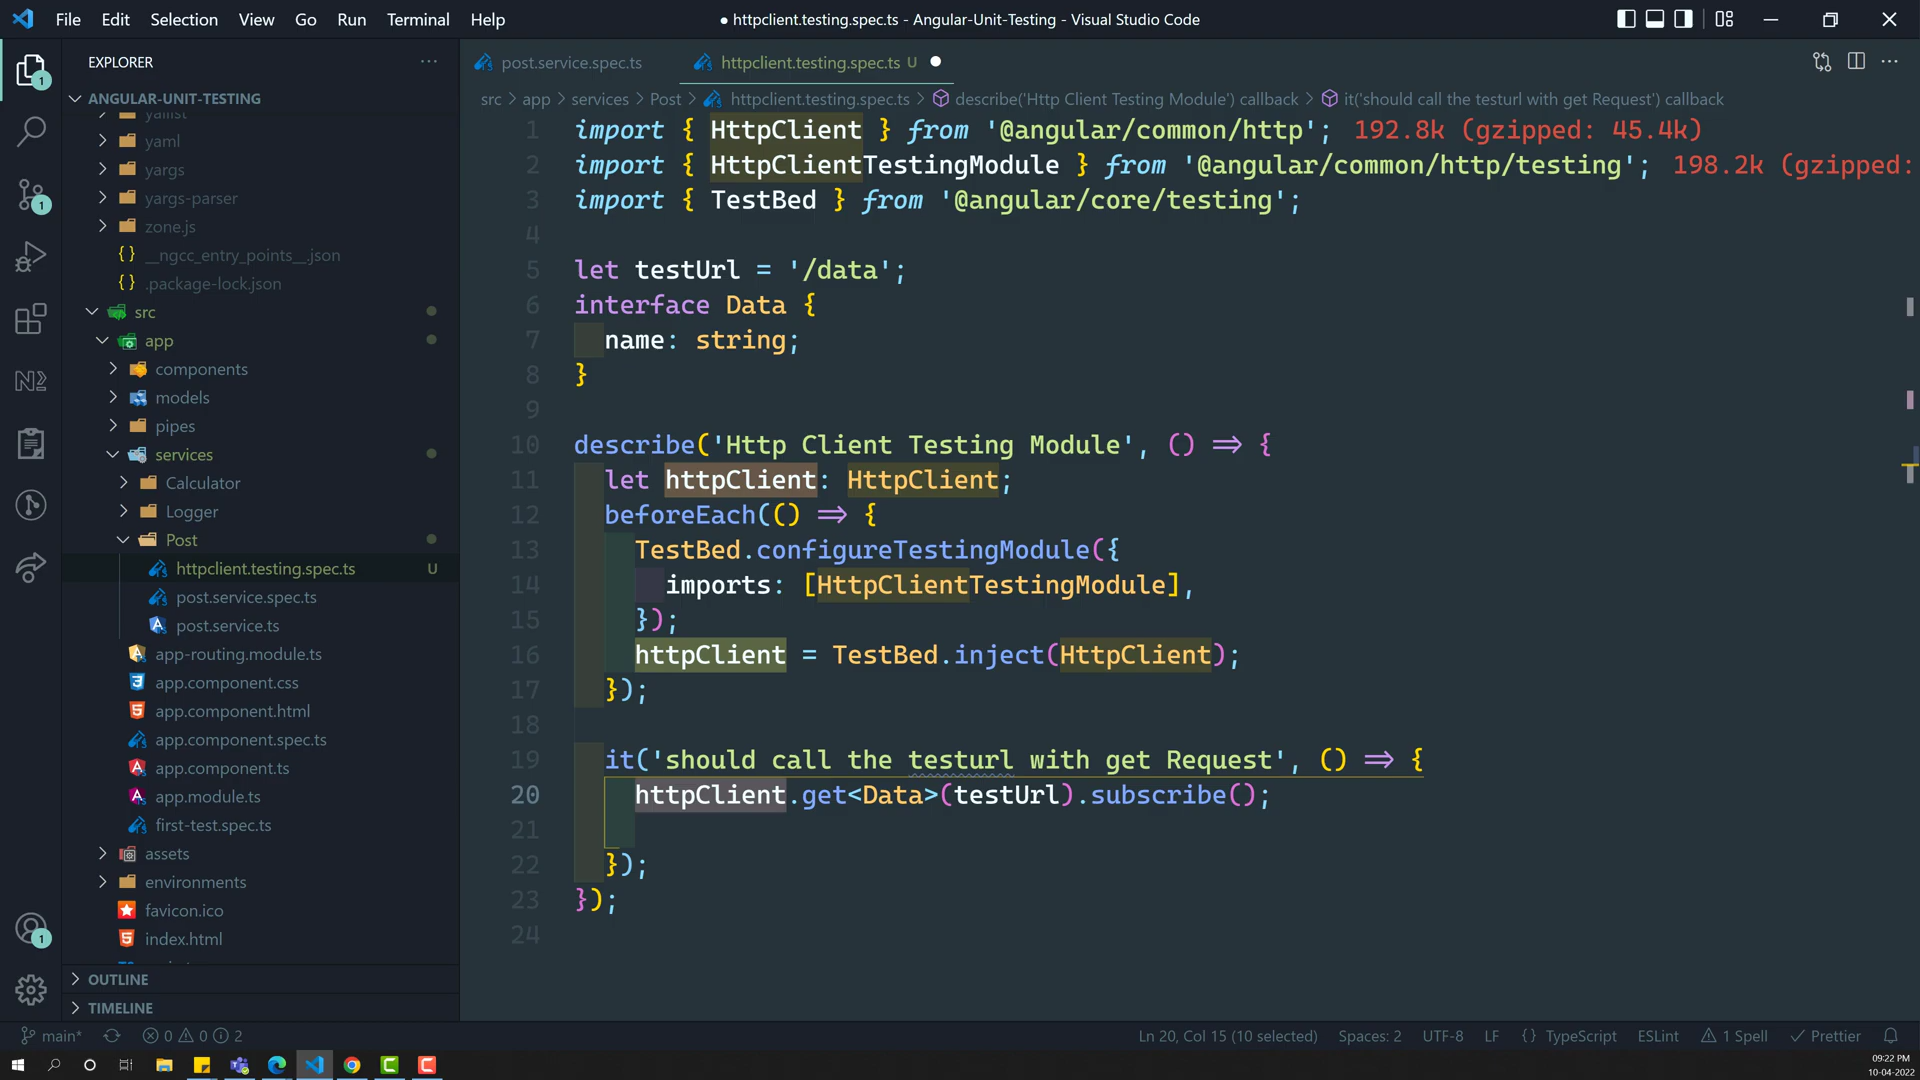 File Edit Selection View Go Run Terminal Help
● httpclient.testing.spec.ts - Angular-Unit-Testing - Visual Studio Code
EXPLORER
ANGULAR-UNIT-TESTING
yallist
yaml
yargs
yargs-parser
zone.js
{} __ngcc_entry_points__.json
{} .package-lock.json
src
app
components
models
pipes
services
Calculator
Logger
Post
httpclient.testing.spec.ts U
post.service.spec.ts
post.service.ts
app-routing.module.ts
app.component.css
app.component.html
app.component.spec.ts
app.component.ts
app.module.ts
first-test.spec.ts
assets
environments
favicon.ico
index.html
OUTLINE
TIMELINE
1
1
1
post.service.spec.ts
httpclient.testing.spec.ts U ●
src > app > services > Post > httpclient.testing.spec.ts > describe('Http Client Testing Module') callback > it('should call the testurl with get Request') callback
1 import { HttpClient } from '@angular/common/http'; 192.8k (gzipped: 45.4k)
2 import { HttpClientTestingModule } from '@angular/common/http/testing'; 198.2k (gzipped:
3 import { TestBed } from '@angular/core/testing';
4
5 let testUrl = '/data';
6 interface Data {
7 name: string;
8 }
9
10 describe('Http Client Testing Module', () => {
11 let httpClient: HttpClient;
12 beforeEach(() => {
13 TestBed.configureTestingModule({
14 imports: [HttpClientTestingModule],
15 });
16 httpClient = TestBed.inject(HttpClient);
17 });
18
19 it('should call the testurl with get Request', () => {
20 httpClient.get<Data>(testUrl).subscribe();
21
22 });
23 });
24
main* 0 0 2
Ln 20, Col 15 (10 selected) Spaces: 2 UTF-8 LF {} TypeScript ESLint 1 Spell Prettier
09:22 PM
10-04-2022